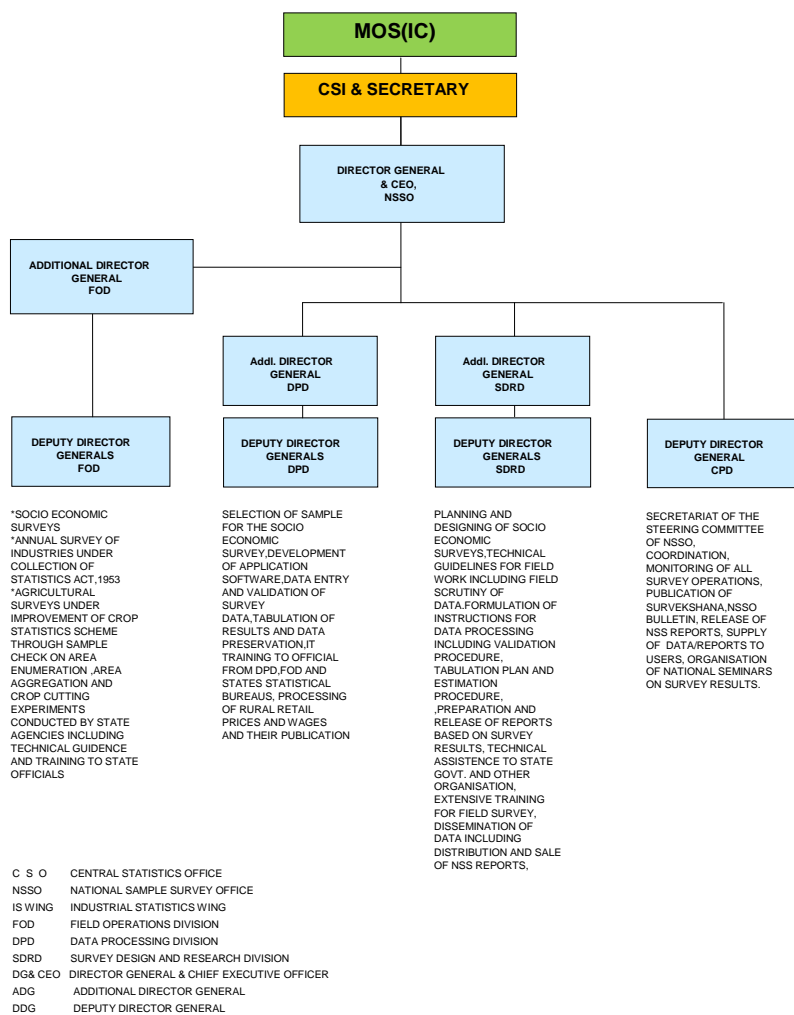 MOS(IC)
CSI & SECRETARY
DIRECTOR GENERAL
& CEO,
NSSO
ADDITIONAL DIRECTOR
GENERAL
FOD
Addl. DIRECTOR
GENERAL
DPD
Addl. DIRECTOR
GENERAL
SDRD
DEPUTY DIRECTOR
GENERALS
FOD
DEPUTY DIRECTOR
GENERALS
DPD
DEPUTY DIRECTOR
GENERALS
SDRD
DEPUTY DIRECTOR
GENERAL
CPD
*SOCIO ECONOMIC
SURVEYS
*ANNUAL SURVEY OF
INDUSTRIES UNDER
COLLECTION OF
STATISTICS ACT,1953
*AGRICULTURAL
SURVEYS UNDER
IMPROVEMENT OF CROP
STATISTICS SCHEME
THROUGH SAMPLE
CHECK ON AREA
ENUMERATION ,AREA
AGGREGATION AND
CROP CUTTING
EXPERIMENTS
CONDUCTED BY STATE
AGENCIES INCLUDING
TECHNICAL GUIDENCE
AND TRAINING TO STATE
OFFICIALS
SELECTION OF SAMPLE
FOR THE SOCIO
ECONOMIC
SURVEY,DEVELOPMENT
OF APPLICATION
SOFTWARE,DATA ENTRY
AND VALIDATION OF
SURVEY
DATA,TABULATION OF
RESULTS AND DATA
PRESERVATION,IT
TRAINING TO OFFICIAL
FROM DPD,FOD AND
STATES STATISTICAL
BUREAUS, PROCESSING
OF RURAL RETAIL
PRICES AND WAGES
AND THEIR PUBLICATION
PLANNING AND
DESIGNING OF SOCIO
ECONOMIC
SURVEYS,TECHNICAL
GUIDELINES FOR FIELD
WORK INCLUDING FIELD
SCRUTINY OF
DATA.FORMULATION OF
INSTRUCTIONS FOR
DATA PROCESSING
INCLUDING VALIDATION
PROCEDURE,
TABULATION PLAN AND
ESTIMATION
PROCEDURE,
,PREPARATION AND
RELEASE OF REPORTS
BASED ON SURVEY
RESULTS, TECHNICAL
ASSISTENCE TO STATE
GOVT. AND OTHER
ORGANISATION,
EXTENSIVE TRAINING
FOR FIELD SURVEY,
DISSEMINATION OF
DATA INCLUDING
DISTRIBUTION AND SALE
OF NSS REPORTS,
SECRETARIAT OF THE
STEERING COMMITTEE
OF NSSO,
COORDINATION,
MONITORING OF ALL
SURVEY OPERATIONS,
PUBLICATION OF
SURVEKSHANA,NSSO
BULLETIN, RELEASE OF
NSS REPORTS, SUPPLY
OF DATA/REPORTS TO
USERS, ORGANISATION
OF NATIONAL SEMINARS
ON SURVEY RESULTS.
C S O CENTRAL STATISTICS OFFICE
NSSO NATIONAL SAMPLE SURVEY OFFICE
IS WING INDUSTRIAL STATISTICS WING
FOD FIELD OPERATIONS DIVISION
DPD DATA PROCESSING DIVISION
SDRD SURVEY DESIGN AND RESEARCH DIVISION
DG& CEO DIRECTOR GENERAL & CHIEF EXECUTIVE OFFICER
ADG ADDITIONAL DIRECTOR GENERAL
DDG DEPUTY DIRECTOR GENERAL